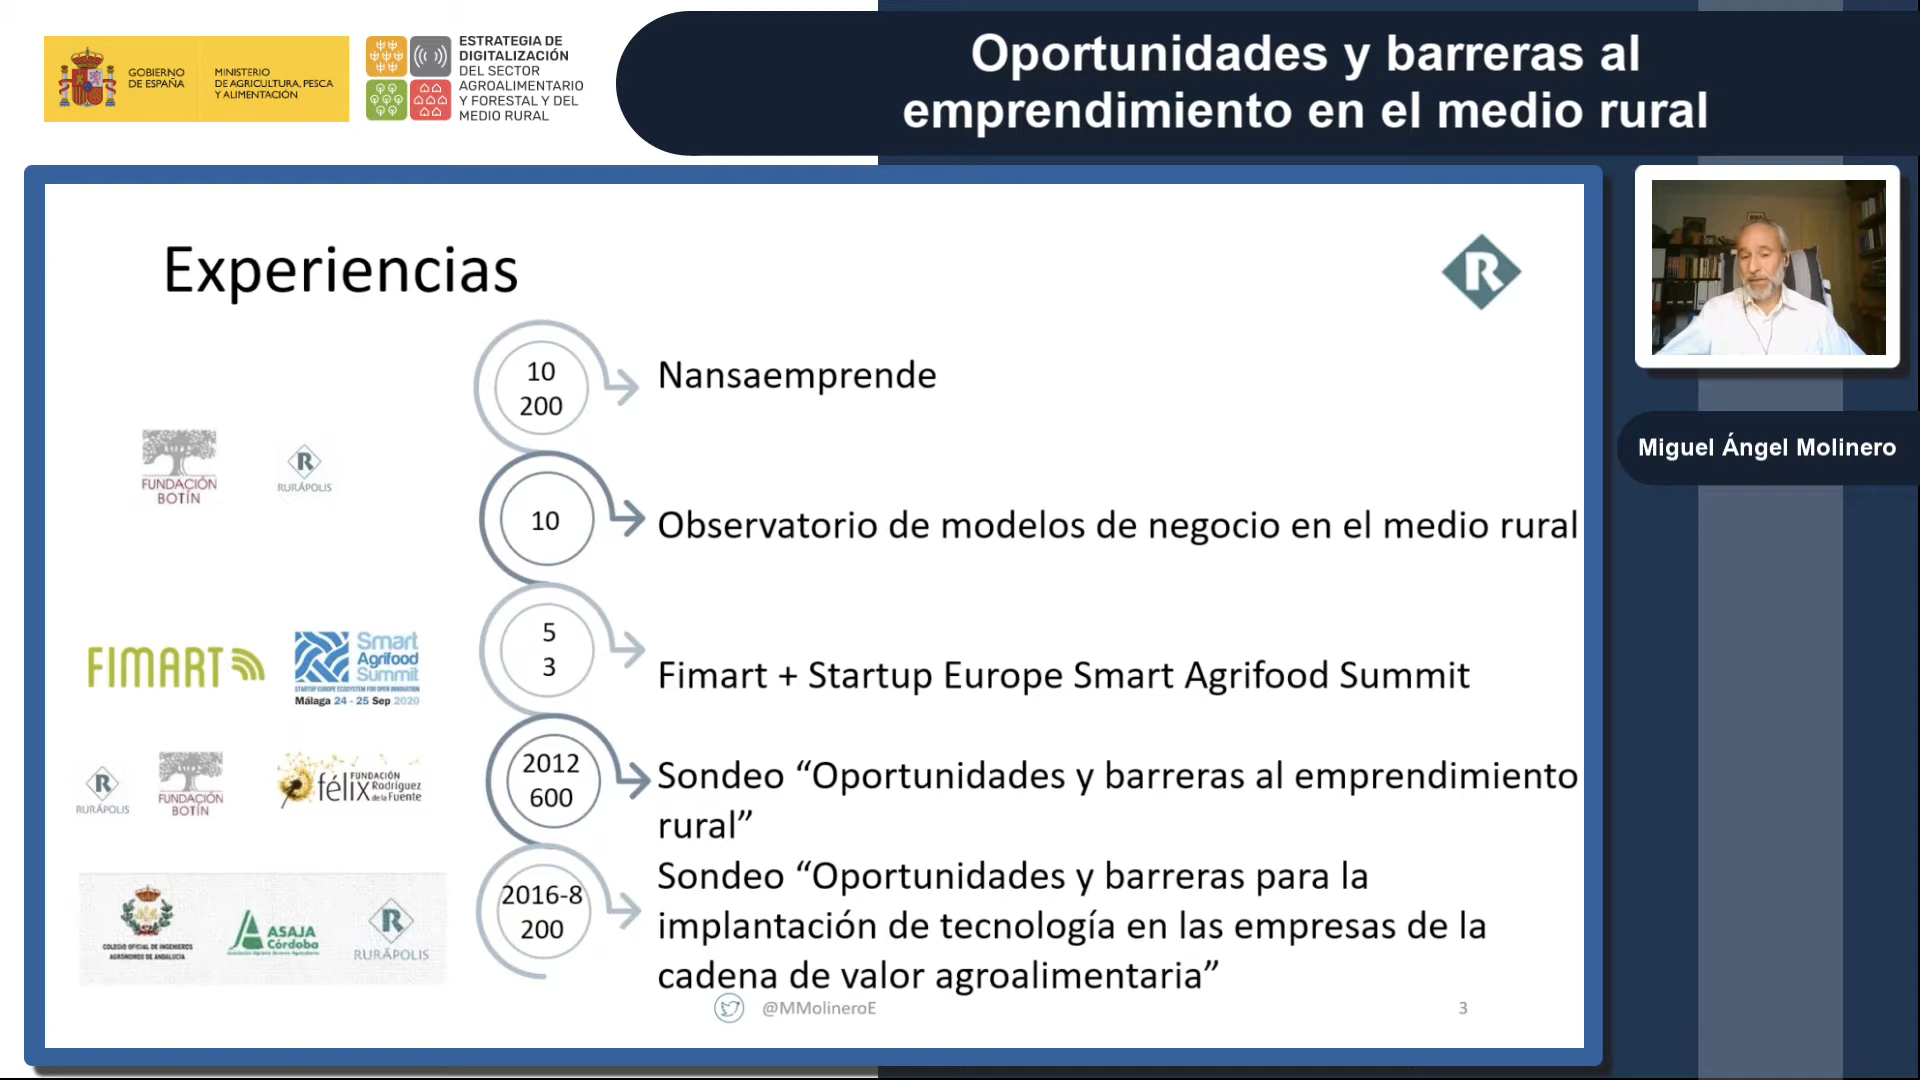 GOBIERNO
DE ESPAÑA
MINISTERIO
DE AGRICULTURA, PESCA
Y ALIMENTACIÓN
ESTRATEGIA DE
DIGITALIZACIÓN
DEL SECTOR
AGROALIMENTARIO
Y FORESTAL Y DEL
MEDIO RURAL
Oportunidades y barreras al
emprendimiento en el medio rural
Experiencias
R
10
200
Nansaemprende
FUNDACIÓN
BOTÍN
R
RURÁPOLIS
10
Observatorio de modelos de negocio en el medio rural
FIMART
Smart
Agrifood
Summit
STARTUP EUROPE ECOSYSTEM FOR OPEN INNOVATION
Málaga 24 - 25 Sep 2020
5
3
Fimart + Startup Europe Smart Agrifood Summit
R
RURÁPOLIS
FUNDACIÓN
BOTÍN
félix
FUNDACIÓN
Rodríguez
de la Fuente
2012
600
Sondeo “Oportunidades y barreras al emprendimiento
rural”
COLEGIO OFICIAL DE INGENIEROS
AGRÓNOMOS DE ANDALUCÍA
ASAJA
Córdoba
R
RURÁPOLIS
2016-8
200
Sondeo “Oportunidades y barreras para la
implantación de tecnología en las empresas de la
cadena de valor agroalimentaria”
@MMolineroE
3
Miguel Ángel Molinero